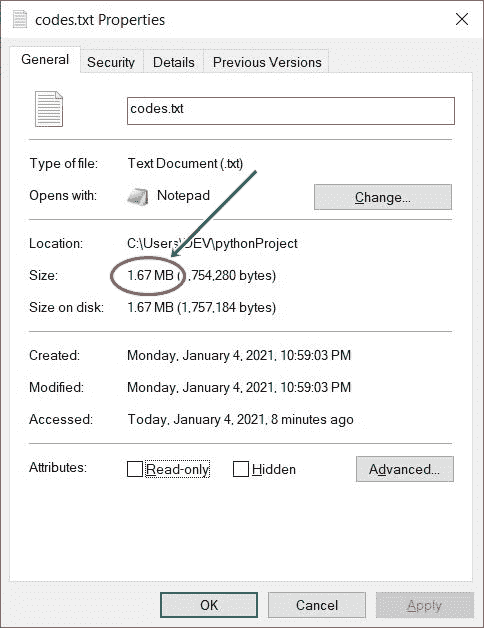 codes.txt Properties
General Security Details Previous Versions
codes.txt
Type of file: Text Document (.txt)
Opens with: Notepad Change...
Location: C:\Users\DEV\pythonProject
Size: 1.67 MB (,754,280 bytes)
Size on disk: 1.67 MB (1,757,184 bytes)
Created: Monday, January 4, 2021, 10:59:03 PM
Modified: Monday, January 4, 2021, 10:59:03 PM
Accessed: Today, January 4, 2021, 8 minutes ago
Attributes: Read-only Hidden Advanced...
OK Cancel Apply